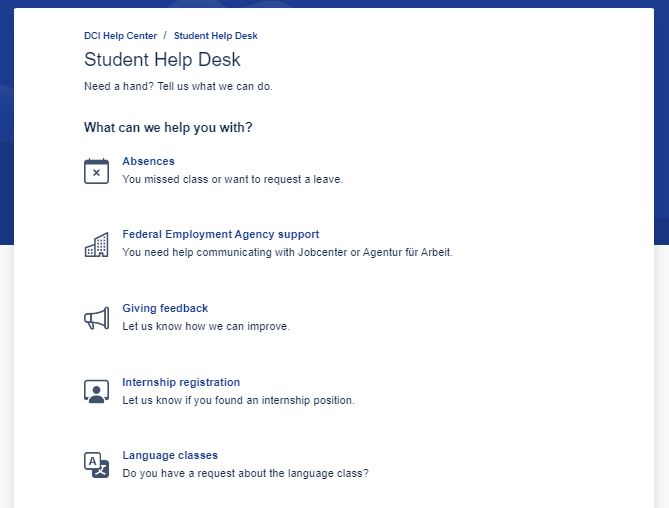 DCI Help Center / Student Help Desk
Student Help Desk
Need a hand? Tell us what we can do.
What can we help you with?
Absences
You missed class or want to request a leave.
Federal Employment Agency support
You need help communicating with Jobcenter or Agentur für Arbeit.
Giving feedback
Let us know how we can improve.
Internship registration
Let us know if you found an internship position.
A
Language classes
Do you have a request about the language class?